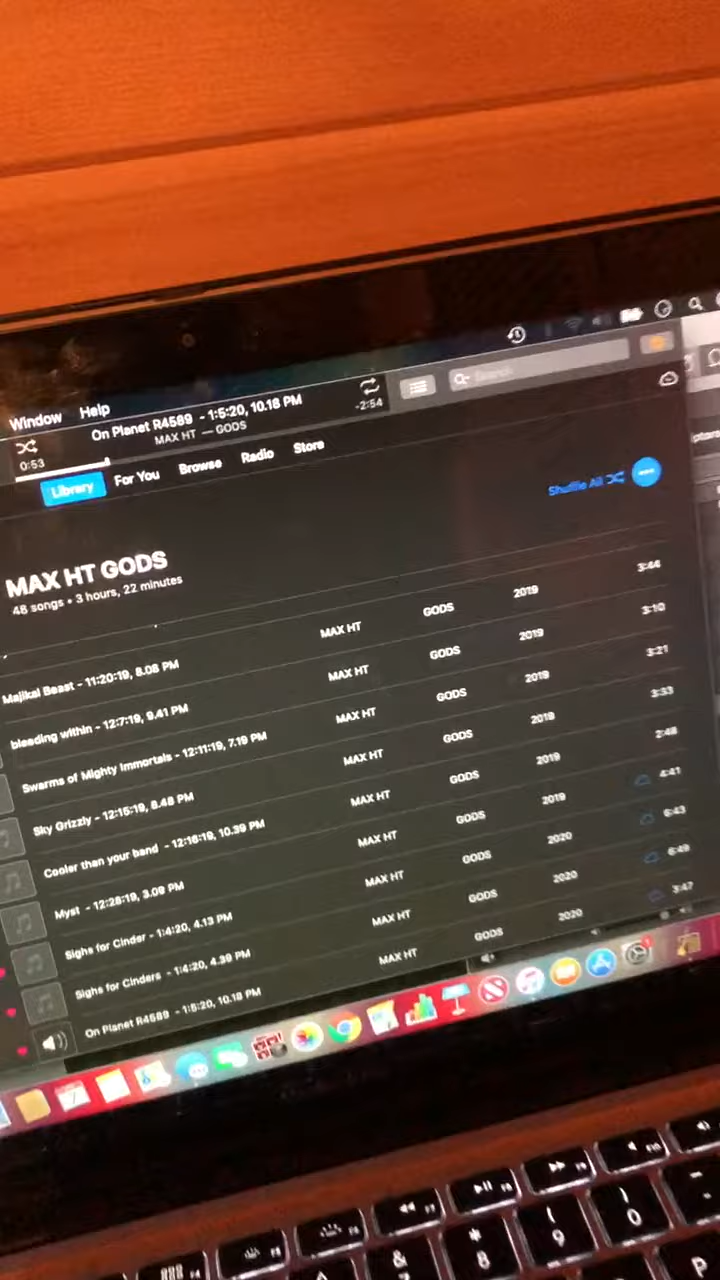 Window Help
On Planet R4589 - 1:5:20, 10.18 PM
MAX HT — GODS
0:53
-2:54
Search
Library For You Browse Radio Store
Shuffle All
MAX HT GODS
48 songs • 3 hours, 22 minutes
Majikal Beast - 11:20:19, 8.08 PM MAX HT GODS 2019 3:44
bleeding within - 12:7:19, 9.41 PM MAX HT GODS 2019 3:10
Swarms of Mighty Immortals - 12:11:19, 7.19 PM MAX HT GODS 2019 3:21
Sky Grizzly - 12:15:19, 8.48 PM MAX HT GODS 2019 3:33
Cooler than your band - 12:16:19, 10.39 PM MAX HT GODS 2019 2:48
Myst - 12:28:19, 3.09 PM MAX HT GODS 2019 4:41
Sighs for Cinder - 1:4:20, 4.13 PM MAX HT GODS 2020 6:43
Sighs for Cinders - 1:4:20, 4.39 PM MAX HT GODS 2020 6:49
On Planet R4589 - 1:5:20, 10.18 PM MAX HT GODS 2020 3:47
&
7
*
8
(
9
)
0
P